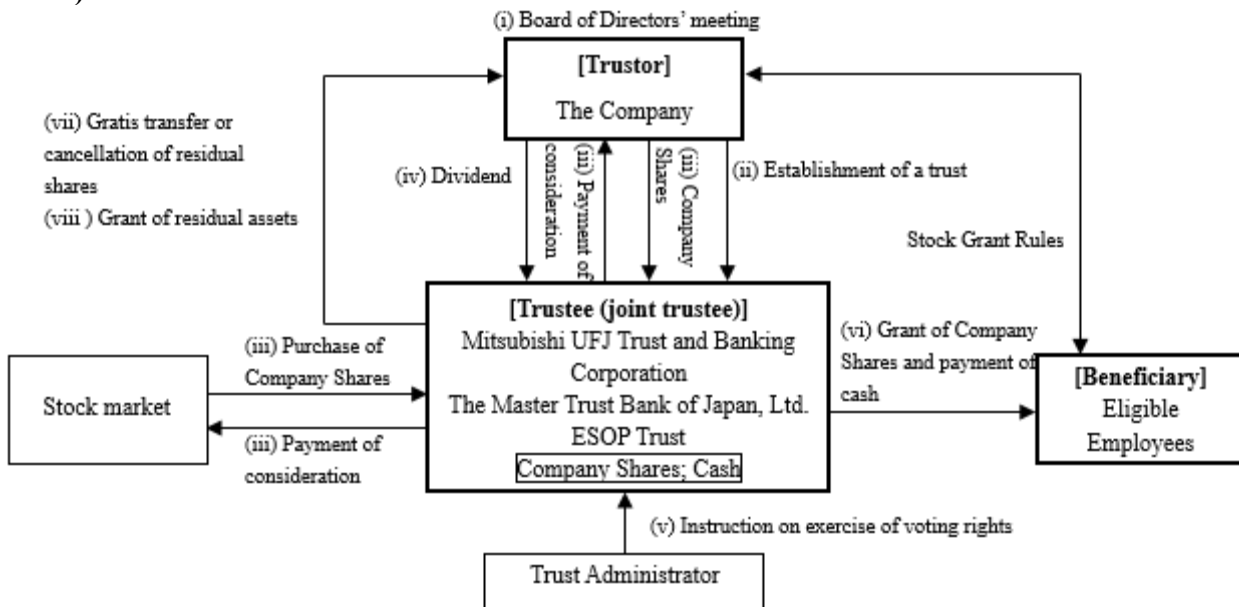 (i) Board of Directors' meeting
[Trustor]
The Company
(vii) Gratis transfer or
cancellation of residual
shares
(viii ) Grant of residual assets
(iv) Dividend
(iii) Payment of
consideration
(iii) Company
Shares
(ii) Establishment of a trust
Stock Grant Rules
[Trustee (joint trustee)]
Mitsubishi UFJ Trust and Banking
Corporation
The Master Trust Bank of Japan, Ltd.
ESOP Trust
Company Shares; Cash
(iii) Purchase of
Company Shares
Stock market
(iii) Payment of
consideration
(vi) Grant of Company
Shares and payment of
cash
[Beneficiary]
Eligible
Employees
(v) Instruction on exercise of voting rights
Trust Administrator